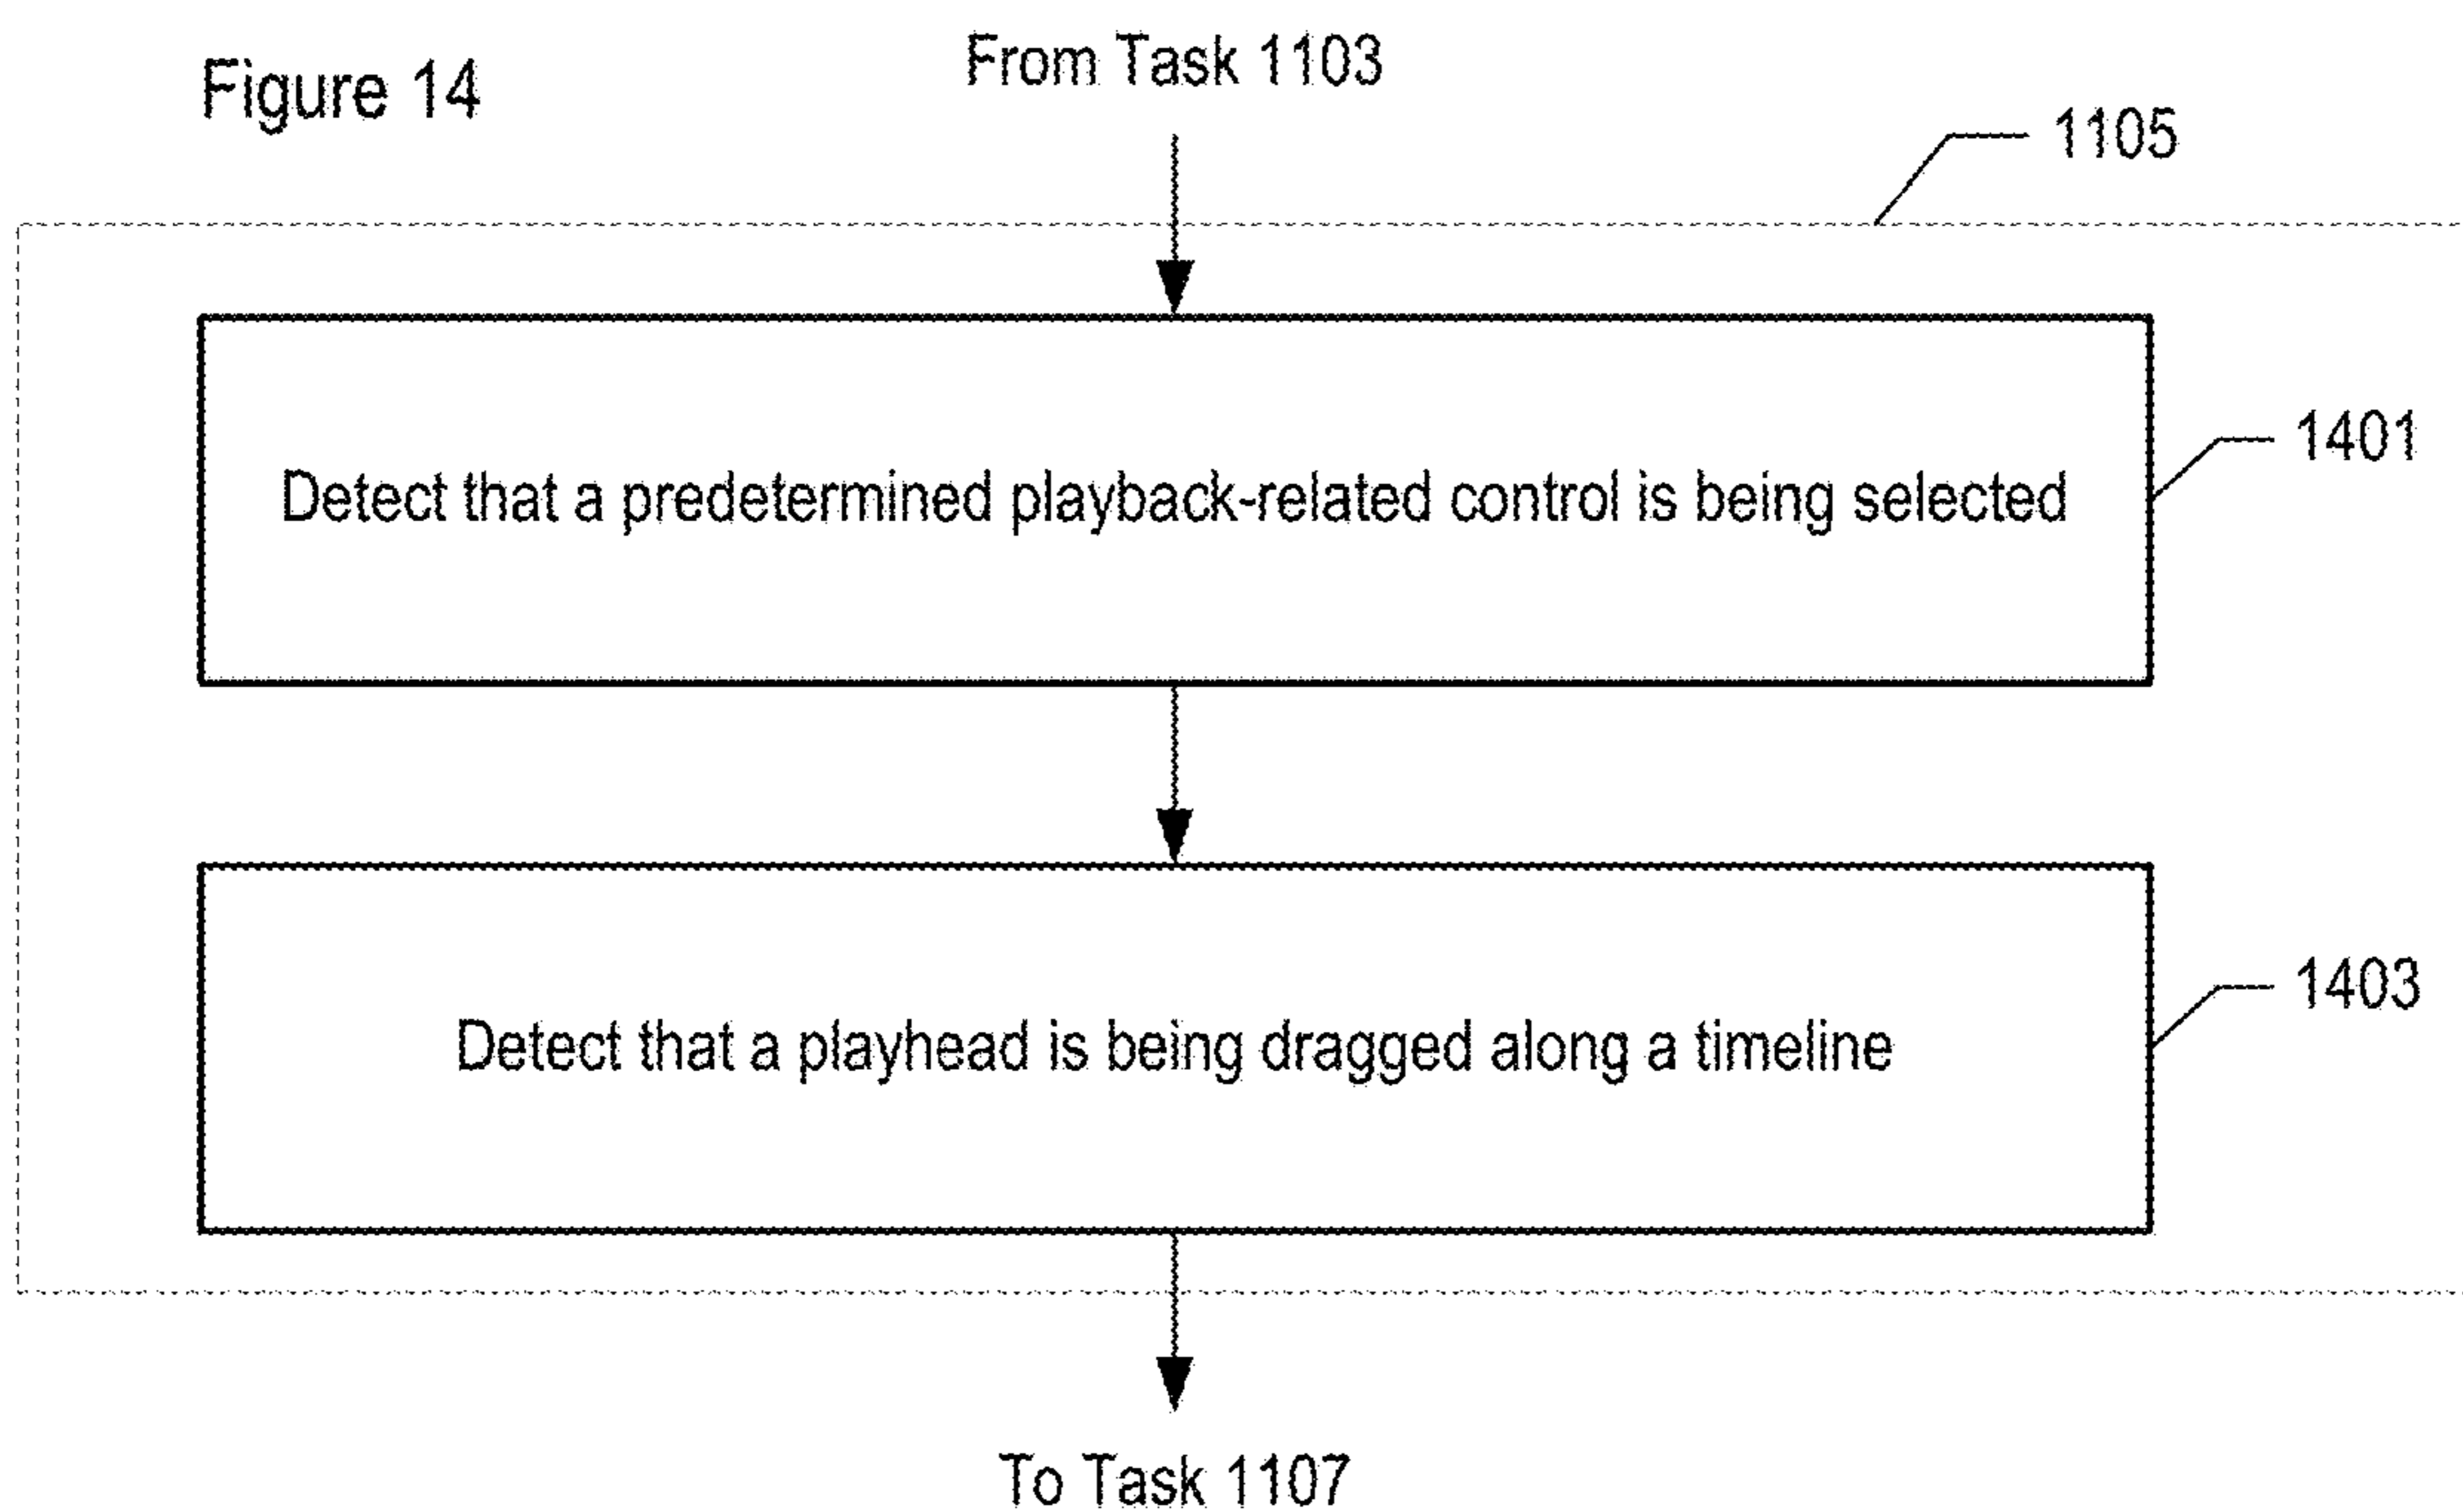 Figure 14
From Task 1103
1105
Detect that a predetermined playback-related control is being selected
1401
Detect that a playhead is being dragged along a timeline
1403
To Task 1107